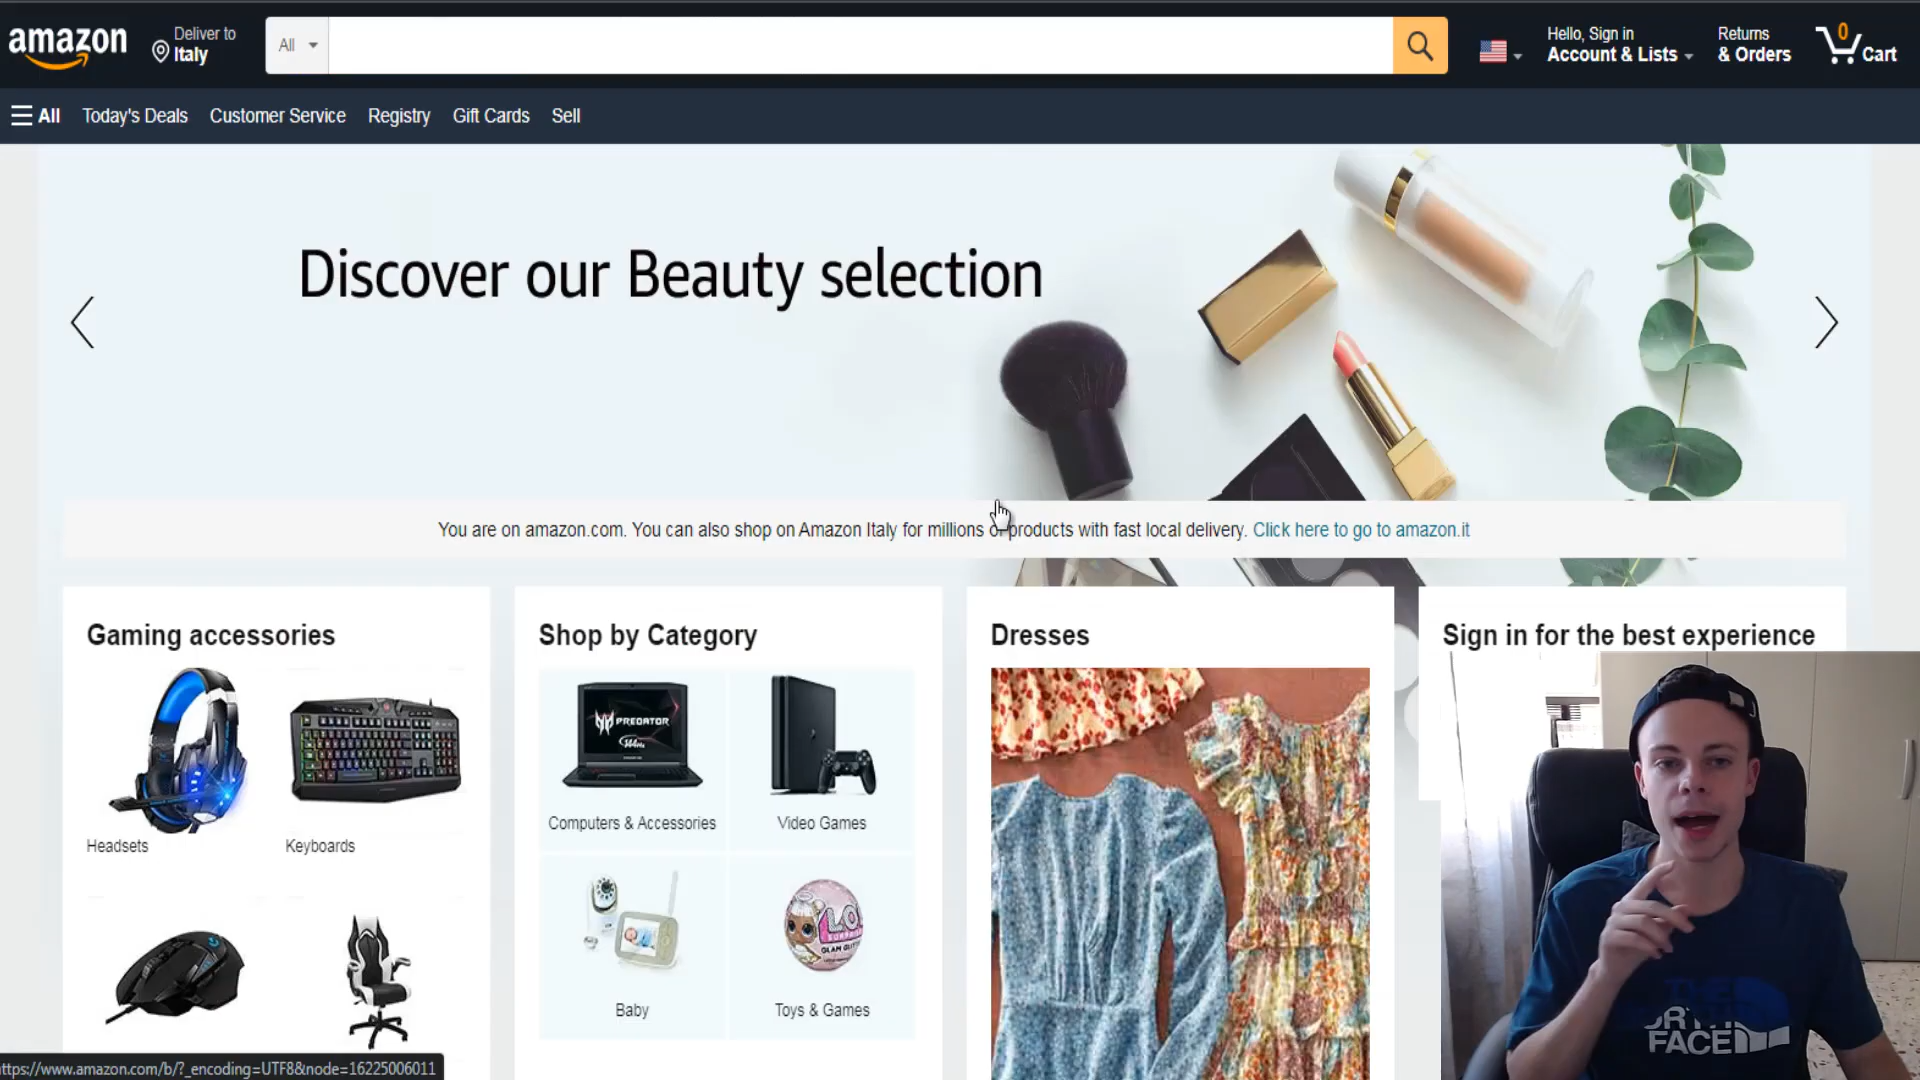 amazon
Deliver to
Italy
All
Hello, Sign in
Account & Lists
Returns
& Orders
0
Cart
All
Today's Deals
Customer Service
Registry
Gift Cards
Sell
Discover our Beauty selection
You are on amazon.com. You can also shop on Amazon Italy for millions of products with fast local delivery. Click here to go to amazon.it
Gaming accessories
Shop by Category
Dresses
Sign in for the best experience
PREDATOR
Headsets
Keyboards
Computers & Accessories
Video Games
Baby
Toys & Games
ttps://www.amazon.com/b/?_encoding=UTF8&node=16225006011
FACE